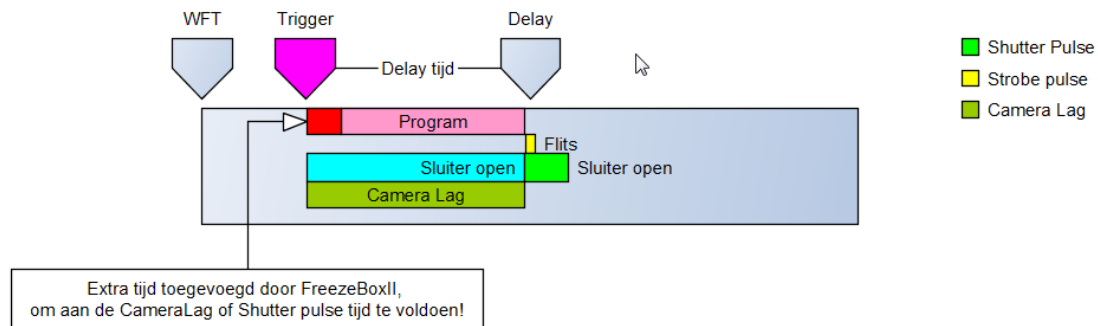 WFT
Trigger
Delay
Delay tijd
Shutter Pulse
Strobe pulse
Camera Lag
Program
Flits
Sluiter open
Sluiter open
Camera Lag
Extra tijd toegevoegd door FreezeBoxII,
om aan de CameraLag of Shutter pulse tijd te voldoen!